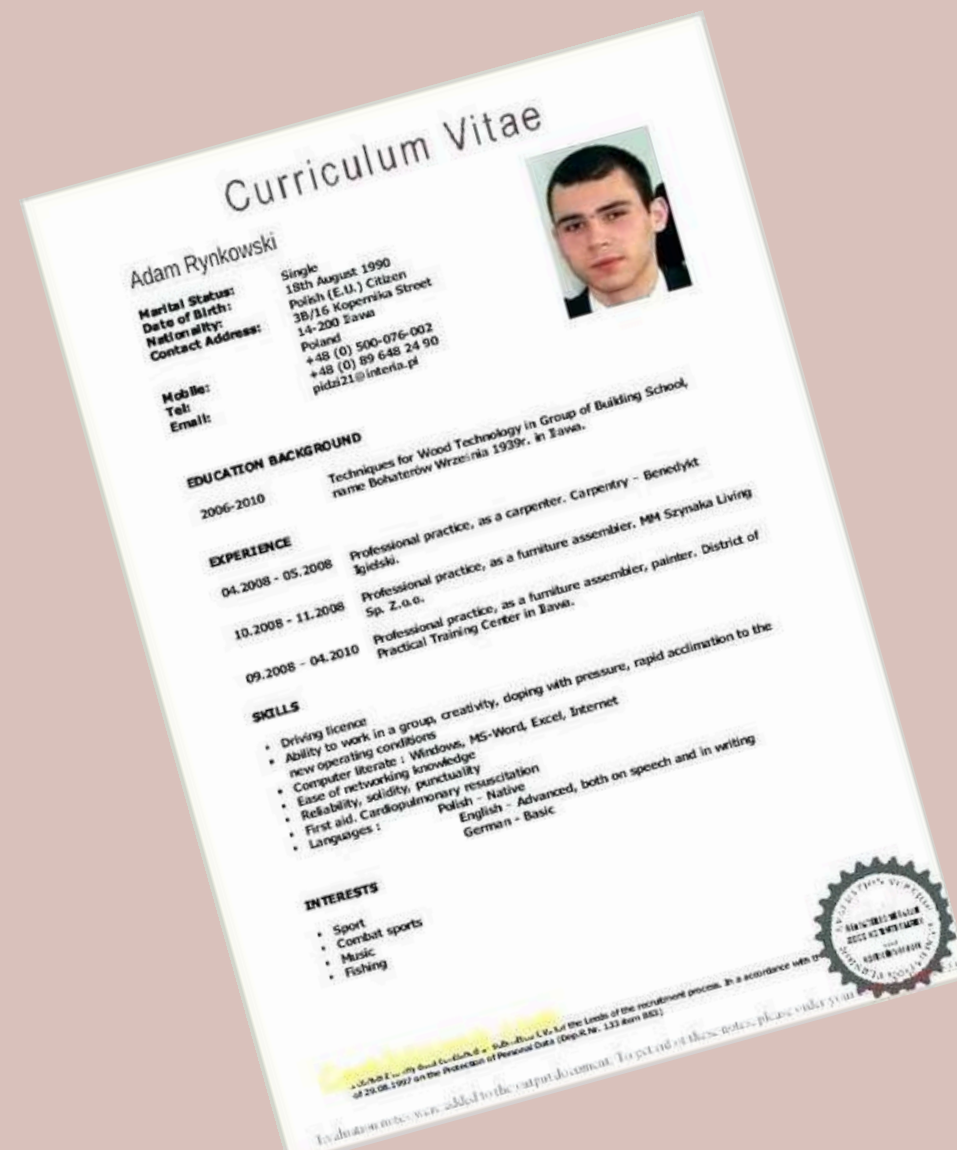 Curriculum Vitae
Adam Rynkowski
Marital Status: Single
Date of Birth: 18th August 1990
Nationality: Polish (E.U.) Citizen
Contact Address: 3B/16 Kopernika Street
14-200 Iława
Poland
Mobile: +48 (0) 500-076-002
Tel: +48 (0) 89 648 24 90
Email: pidzi21@interia.pl
EDUCATION BACKGROUND
2006-2010 Techniques for Wood Technology in Group of Building School,
name Bohaterów Września 1939r. in Iława.
EXPERIENCE
04.2008 - 05.2008 Professional practice, as a carpenter. Carpentry – Benedykt
Igielski.
10.2008 - 11.2008 Professional practice, as a furniture assembler. MM Szynaka Living
Sp. Z.o.o.
09.2008 - 04.2010 Professional practice, as a furniture assembler, painter. District of
Practical Training Center in Iława.
SKILLS
• Driving licence
• Ability to work in a group, creativity, cloping with pressure, rapid acclimation to the
new operating conditions
• Computer literate : Windows, MS-Word, Excel, Internet
• Ease of networking knowledge
• Reliability, solidity, punctuality
• First aid. Cardiopulmonary resuscitation
• Languages : Polish - Native
English - Advanced, both on speech and in writing
German - Basic
INTERESTS
• Sport
• Combat sports
• Music
• Fishing
for the Leeds of the recruitment process. In a accordance with
of 29.08.1997 on the Protection of Personal Data (Dep.R.Nr. 133 item 883)
Evaluation notes were added to the output document. To get rid of these notes, please order your